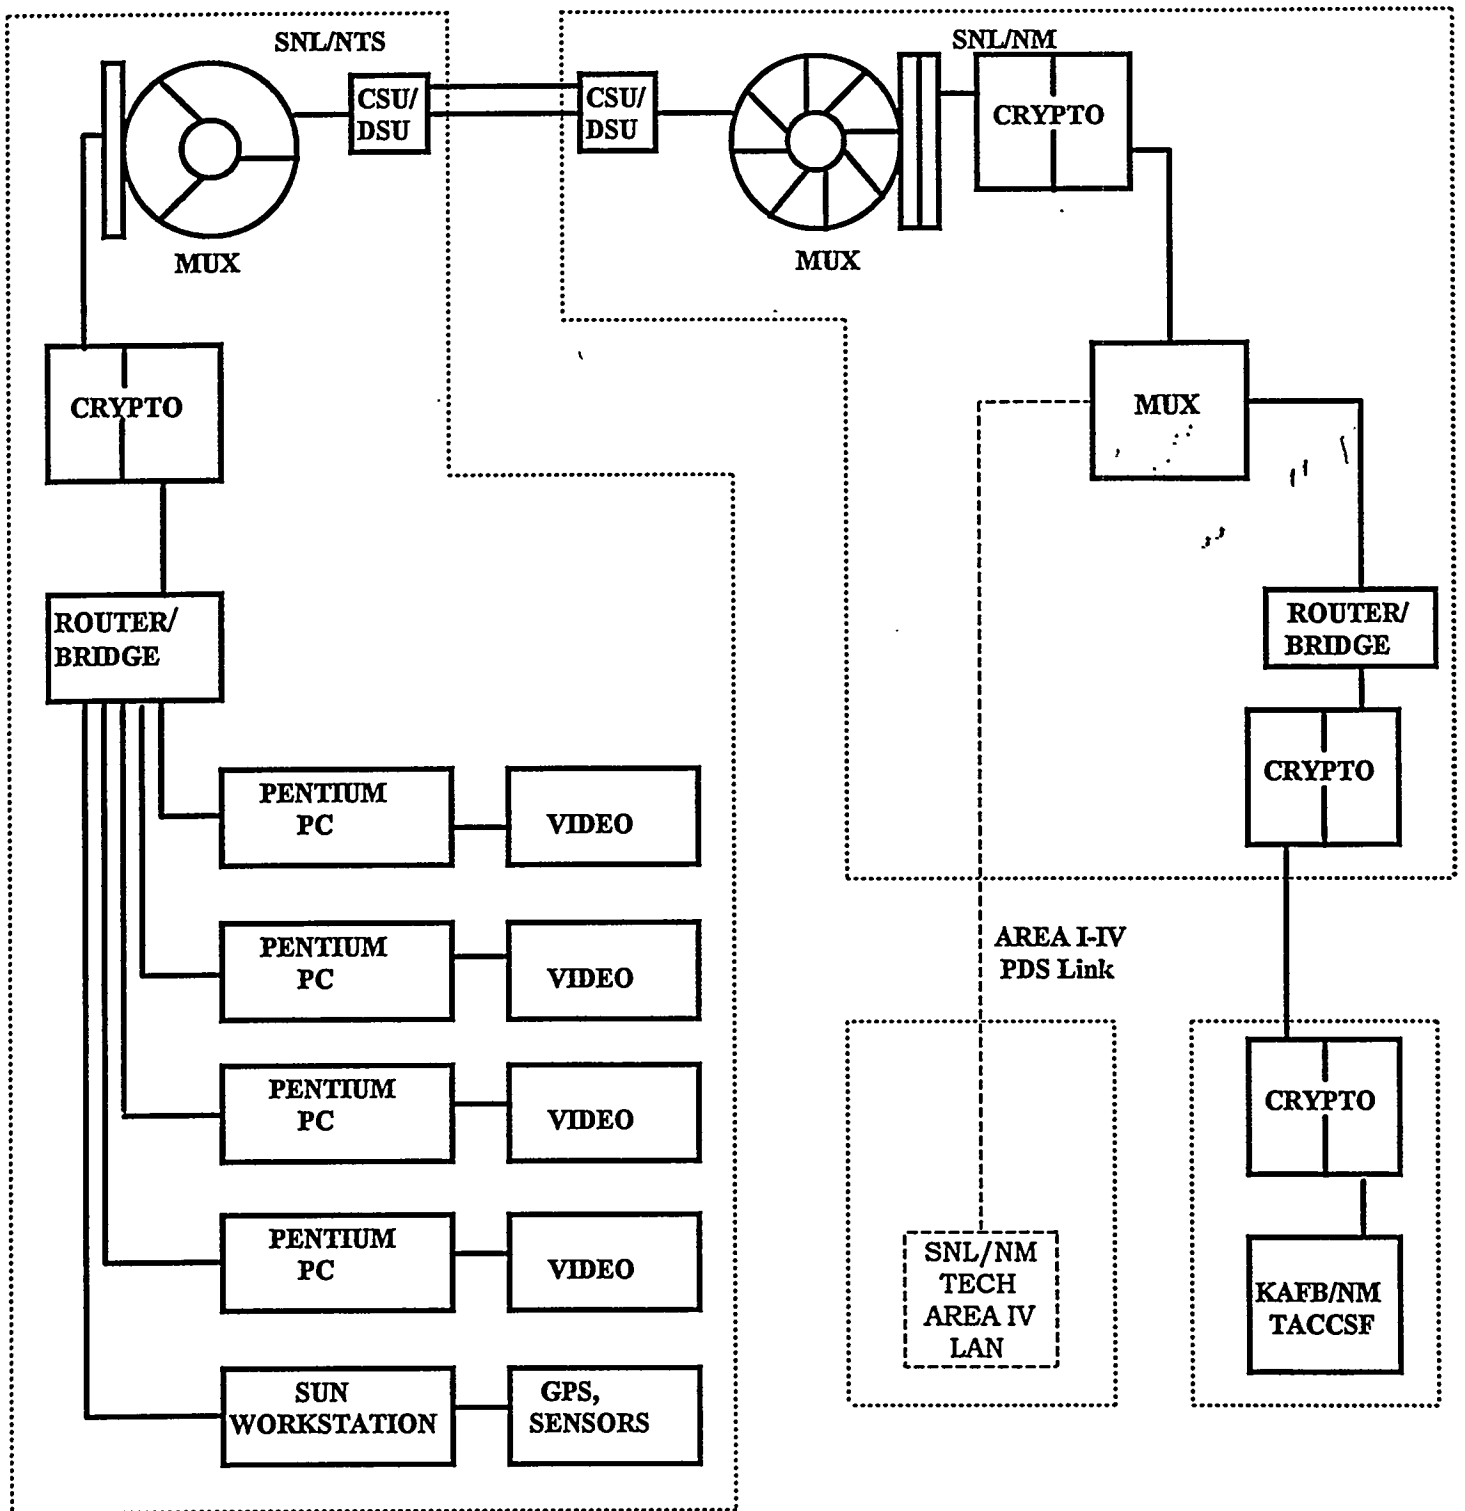 SNL/NTS
SNL/NM
CSU/
DSU
CSU/
DSU
CRYPTO
MUX
MUX
CRYPTO
MUX
ROUTER/
BRIDGE
ROUTER/
BRIDGE
CRYPTO
PENTIUM
PC
VIDEO
PENTIUM
PC
VIDEO
AREA I-IV
PDS Link
PENTIUM
PC
VIDEO
CRYPTO
PENTIUM
PC
VIDEO
SNL/NM
TECH
AREA IV
LAN
KAFB/NM
TACCSF
SUN
WORKSTATION
GPS,
SENSORS